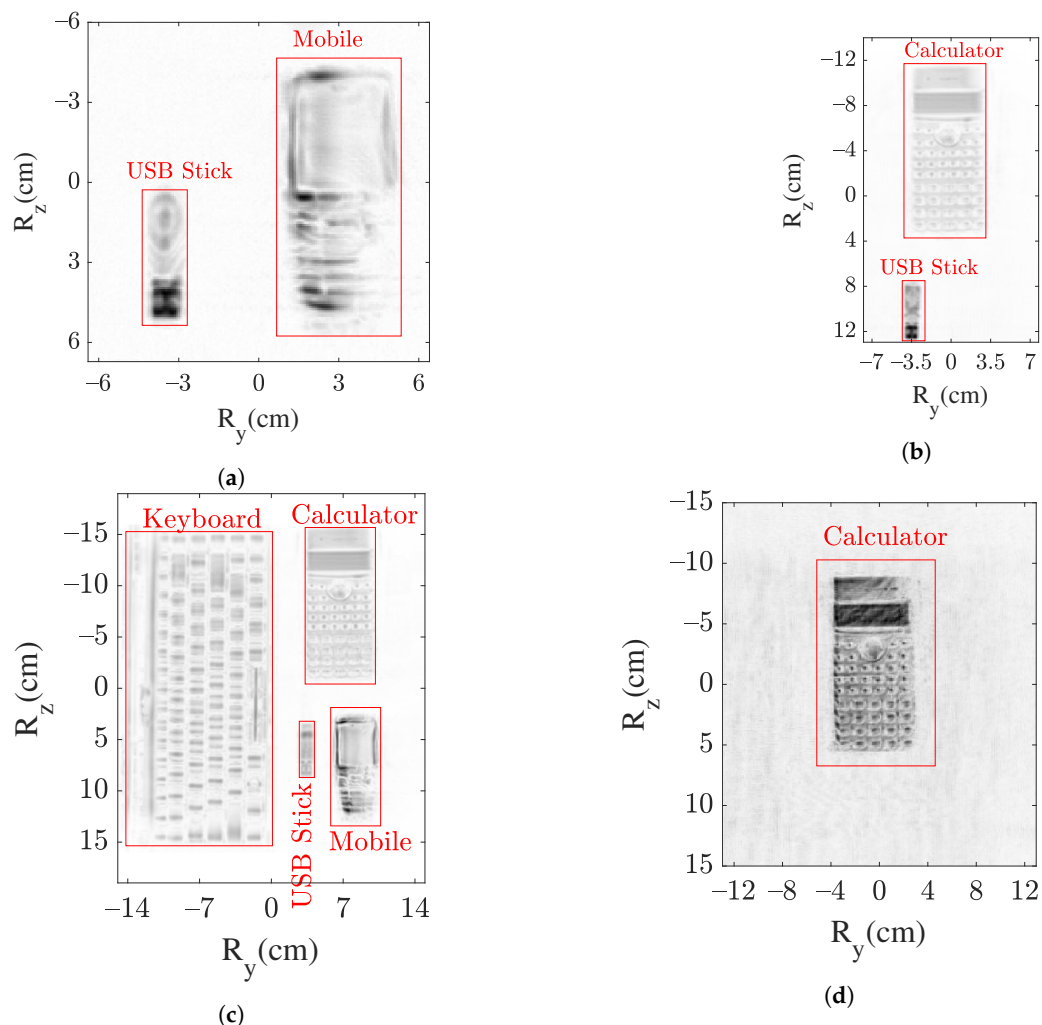 −6
Mobile
−3
USB Stick
0
3
6
R_z(cm)
−6 −3 0 3 6
R_y(cm)
(a)
Calculator
−12
−8
−4
0
4
USB Stick
8
12
R_z(cm)
−7 −3.5 0 3.5 7
R_y(cm)
(b)
Keyboard Calculator
−15
−10
−5
0
5
10
15
R_z(cm)
USB Stick
Mobile
−14 −7 0 7 14
R_y(cm)
(c)
−15
Calculator
−10
−5
0
5
10
15
R_z(cm)
−12 −8 −4 0 4 8 12
R_y(cm)
(d)